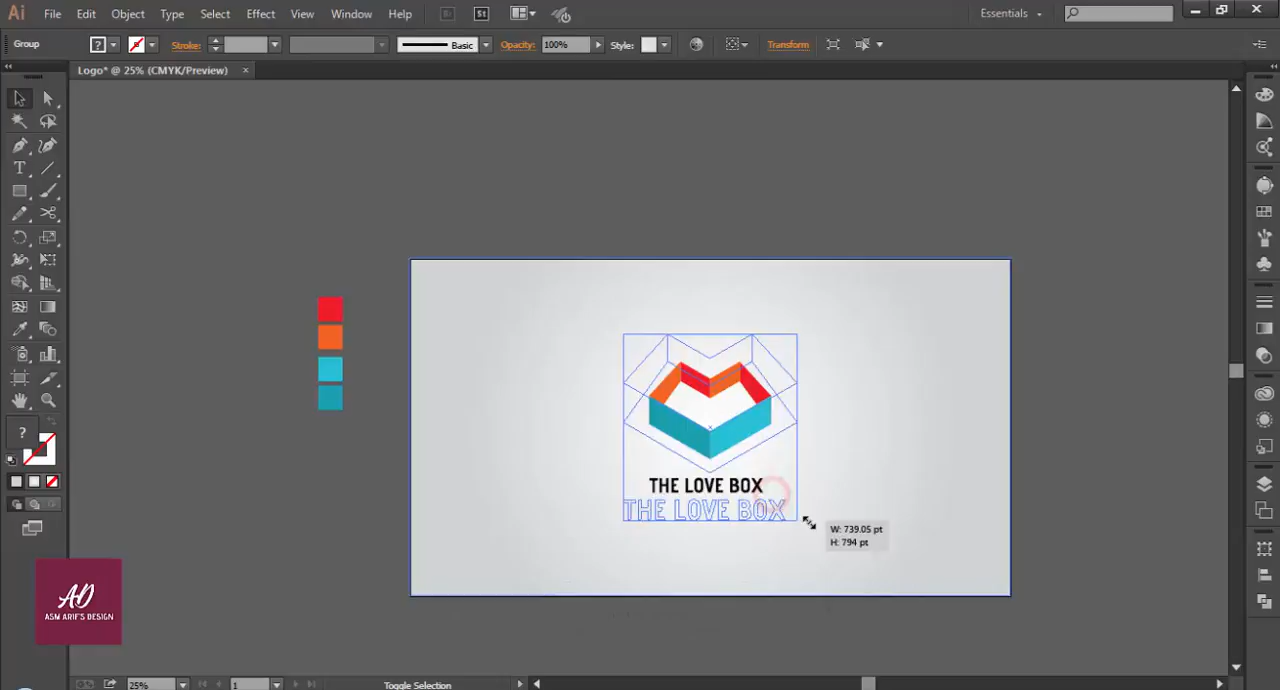 Ai File Edit Object Type Select Effect View Window Help Br St Essentials
Group ? Stroke: Basic Opacity: 100% Style: Transform
Logo* @ 25% (CMYK/Preview) ×
THE LOVE BOX
THE LOVE BOX
W: 739.05 pt
H: 794 pt
?
AD
ASM ARIF'S DESIGN
25% 1 Toggle Selection